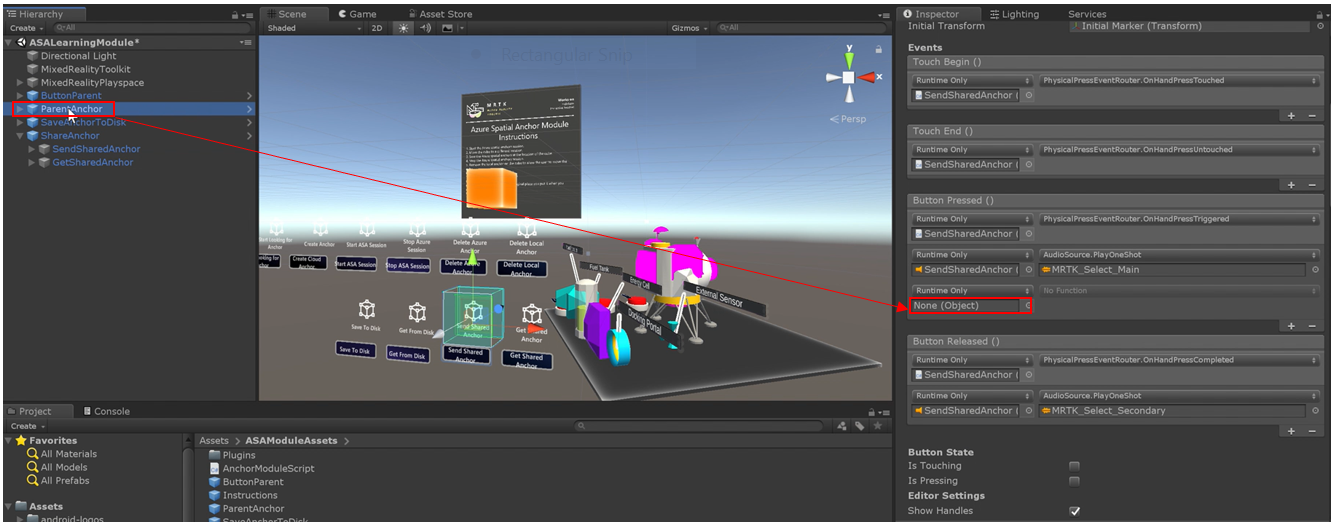 Hierarchy
Create
All
ASALearningModule*
Directional Light
MixedRealityToolkit
MixedRealityPlayspace
ButtonParent
ParentAnchor
SaveAnchorToDisk
ShareAnchor
SendSharedAnchor
GetSharedAnchor
Scene
Game
Asset Store
Shaded
2D
Gizmos
All
Rectangular Snip
y
x
Persp
MRTK
Azure Spatial Anchor Module
Instructions
Create Anchor
Start ASA Session
Stop Azure
Session
Delete Azure
Anchor
Delete Local
Anchor
Create Cloud
Anchor
Start ASA Session
Stop ASA Session
Delete Azure
Anchor
Delete Local
Anchor
Fuel Tank
Energy Cell
External Sensor
Docking Portal
Save To Disk
Get From Disk
Send Shared
Anchor
Get Shared
Anchor
Save To Disk
Get From Disk
Send Shared
Anchor
Get Shared
Anchor
Project
Console
Create
Favorites
All Materials
All Models
All Prefabs
Assets
android-logos
Assets > ASAModuleAssets >
Plugins
AnchorModuleScript
ButtonParent
Instructions
ParentAnchor
SaveAnchorToDisk
Inspector
Lighting
Services
Initial Transform
Initial Marker (Transform)
Events
Touch Begin ()
Runtime Only
PhysicalPressEventRouter.OnHandPressTouched
SendSharedAnchor (
Touch End ()
Runtime Only
PhysicalPressEventRouter.OnHandPressUntouched
SendSharedAnchor (
Button Pressed ()
Runtime Only
PhysicalPressEventRouter.OnHandPressTriggered
SendSharedAnchor (
Runtime Only
AudioSource.PlayOneShot
SendSharedAnchor (
MRTK_Select_Main
Runtime Only
No Function
None (Object)
Button Released ()
Runtime Only
PhysicalPressEventRouter.OnHandPressCompleted
SendSharedAnchor (
Runtime Only
AudioSource.PlayOneShot
SendSharedAnchor (
MRTK_Select_Secondary
Button State
Is Touching
Is Pressing
Editor Settings
Show Handles